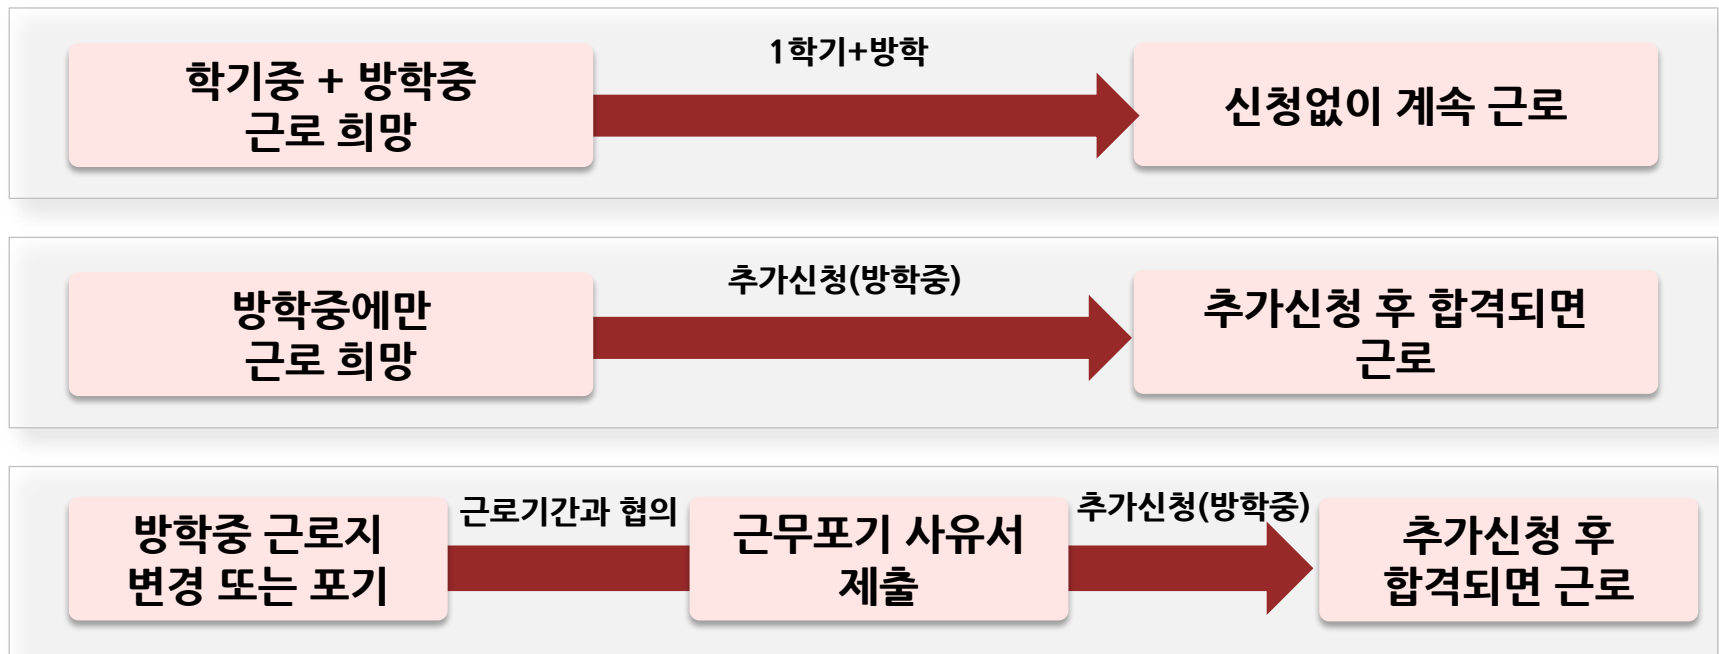 학기중 + 방학중
근로 희망
1학기+방학
신청없이 계속 근로
방학중에만
근로 희망
추가신청(방학중)
추가신청 후 합격되면
근로
방학중 근로지
변경 또는 포기
근로기간과 협의
근무포기 사유서
제출
추가신청(방학중)
추가신청 후
합격되면 근로